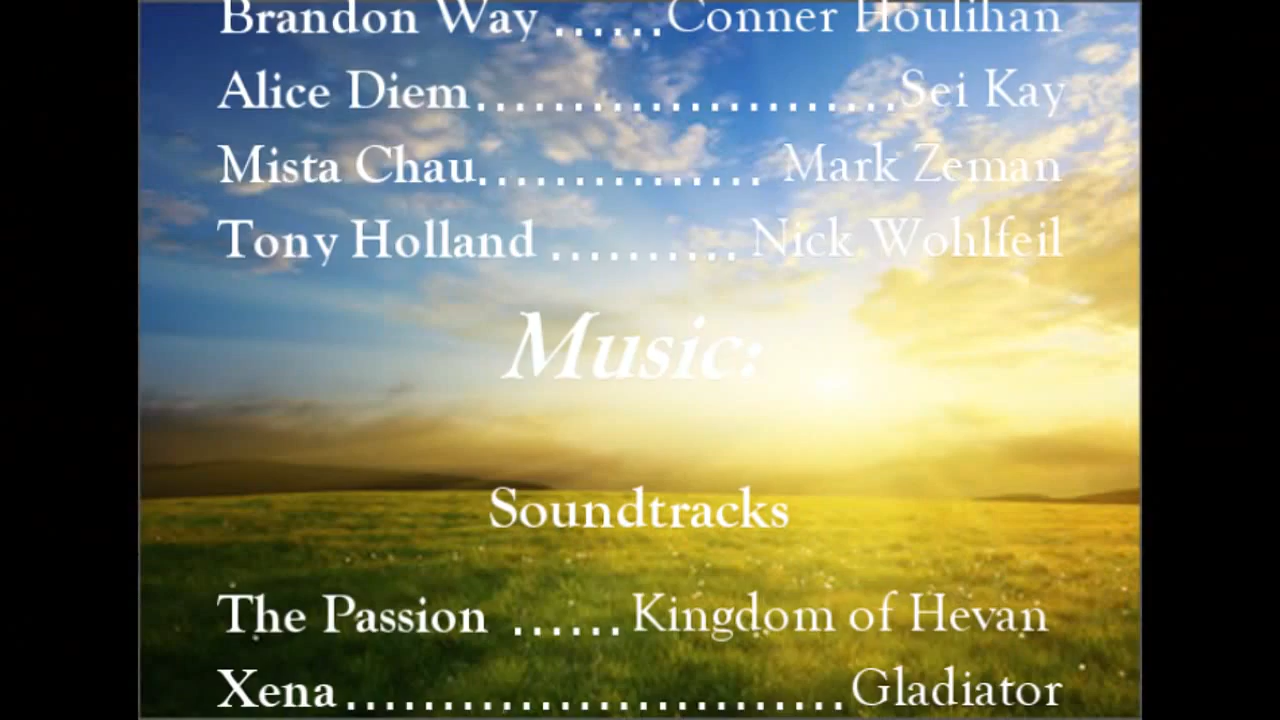 Brandon Way ......Conner Houlihan
Alice Diem......................Sei Kay
Mista Chau............... Mark Zeman
Tony Holland .......... Nick Wohlfeil
Music:
Soundtracks
The Passion ......Kingdom of Hevan
Xena..........................Gladiator